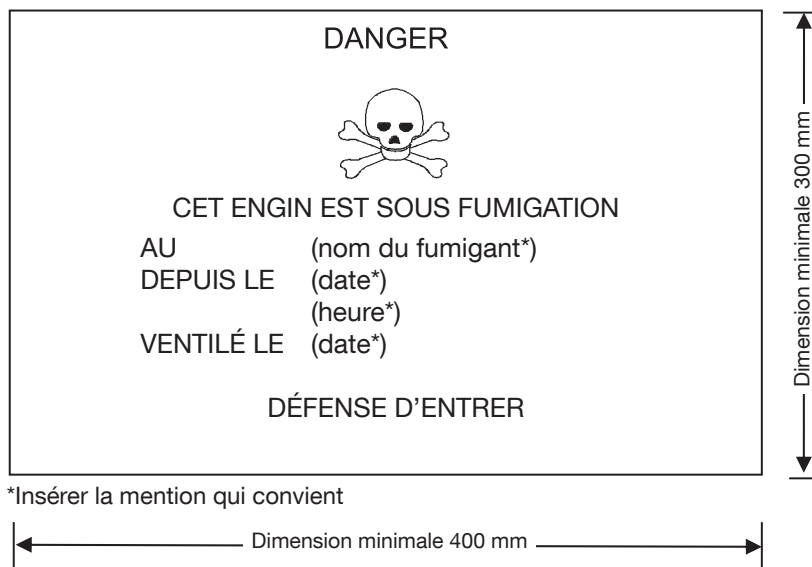 DANGER
CET ENGIN EST SOUS FUMIGATION
AU (nom du fumigant*)
DEPUIS LE (date*)
(heure*)
VENTILÉ LE (date*)
DÉFENSE D’ENTRER
*Insérer la mention qui convient
Dimension minimale 400 mm
Dimension minimale 300 mm